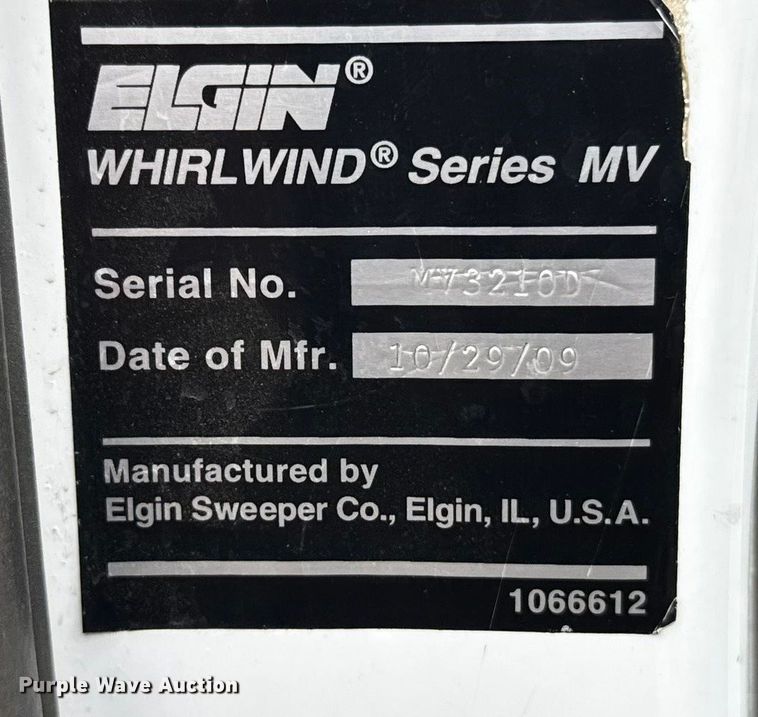 ELGIN®
WHIRLWIND® Series MV
Serial No. M-73210D
Date of Mfr. 10/29/09
Manufactured by
Elgin Sweeper Co., Elgin, IL, U.S.A.
1066612
Purple Wave Auction